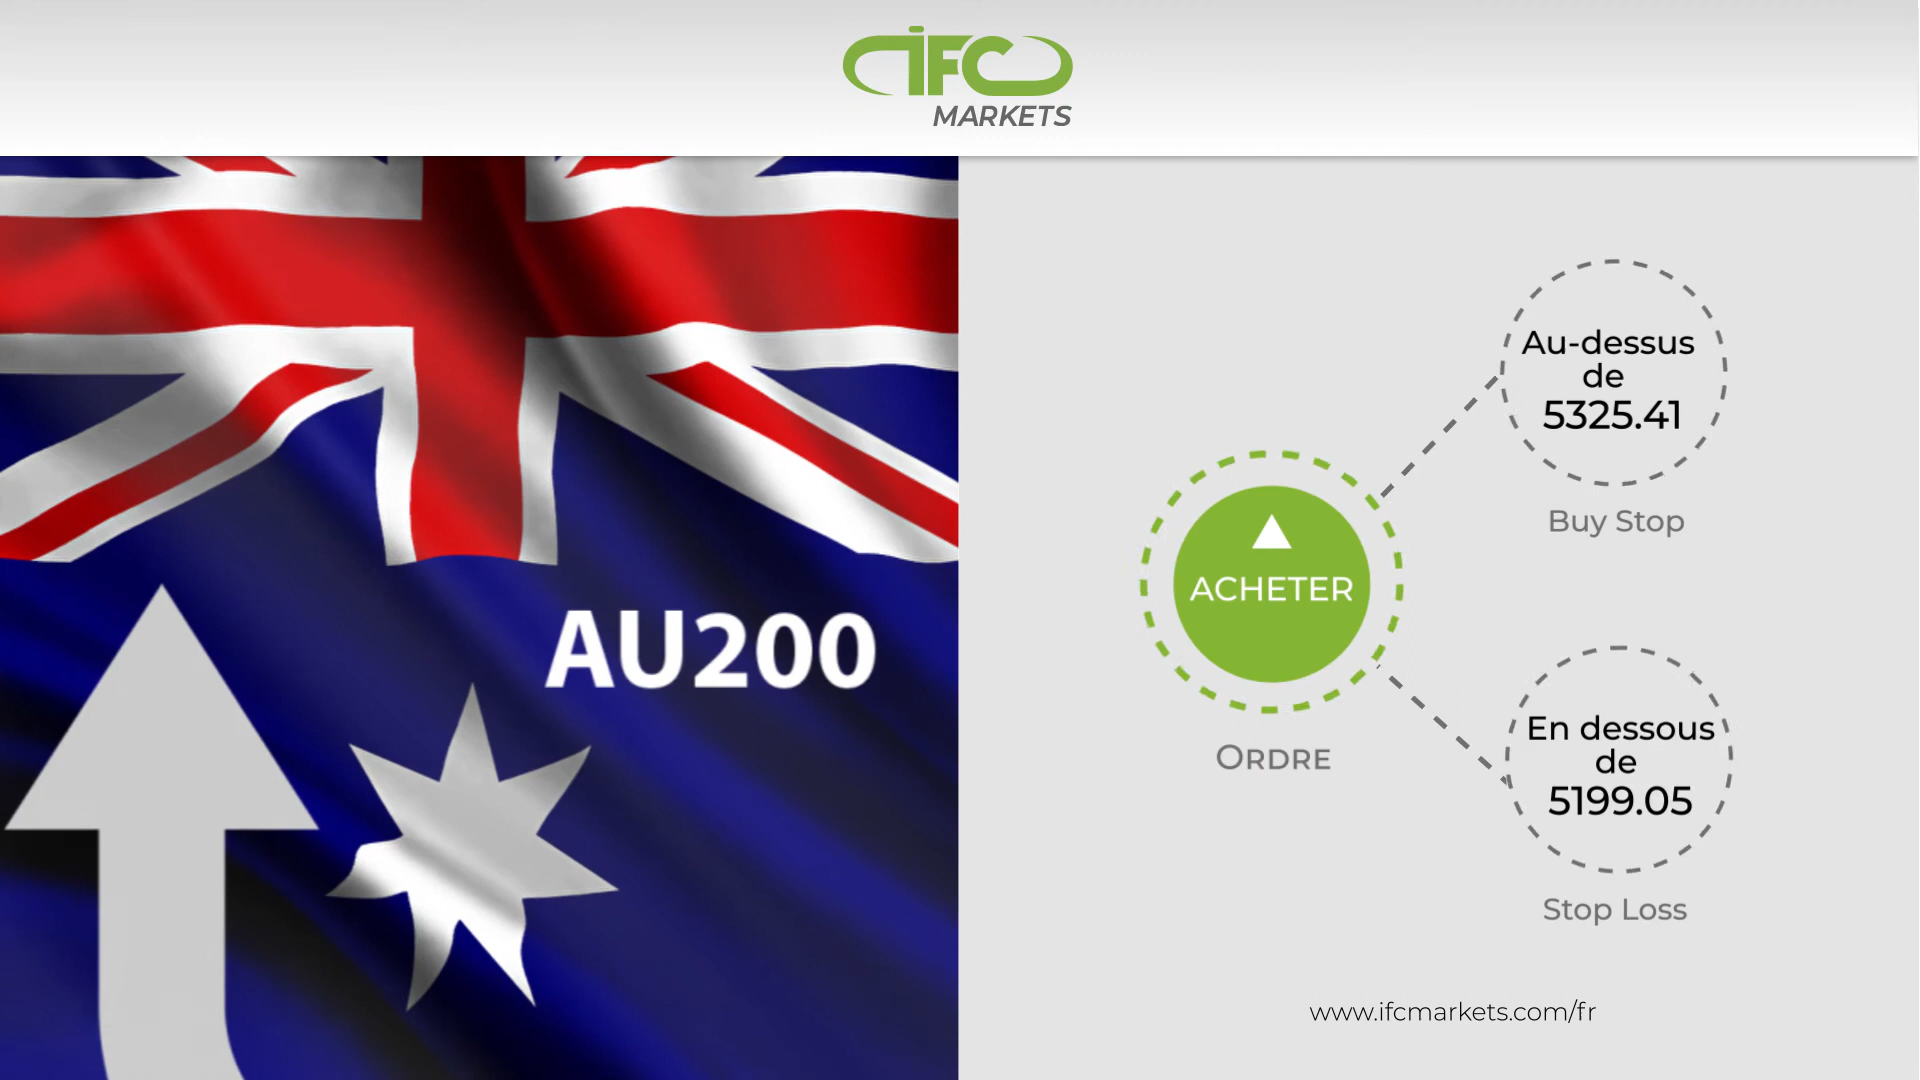 IFC
MARKETS
AU200
ACHETER
ORDRE
Au-dessus
de
5325.41
Buy Stop
En dessous
de
5199.05
Stop Loss
www.ifcmarkets.com/fr